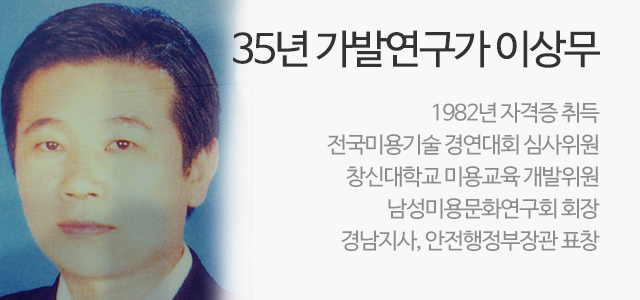 35년 가발연구가 이상무
1982년 자격증 취득
전국미용기술 경연대회 심사위원
창신대학교 미용교육 개발위원
남성미용문화연구회 회장
경남지사, 안전행정부장관 표창